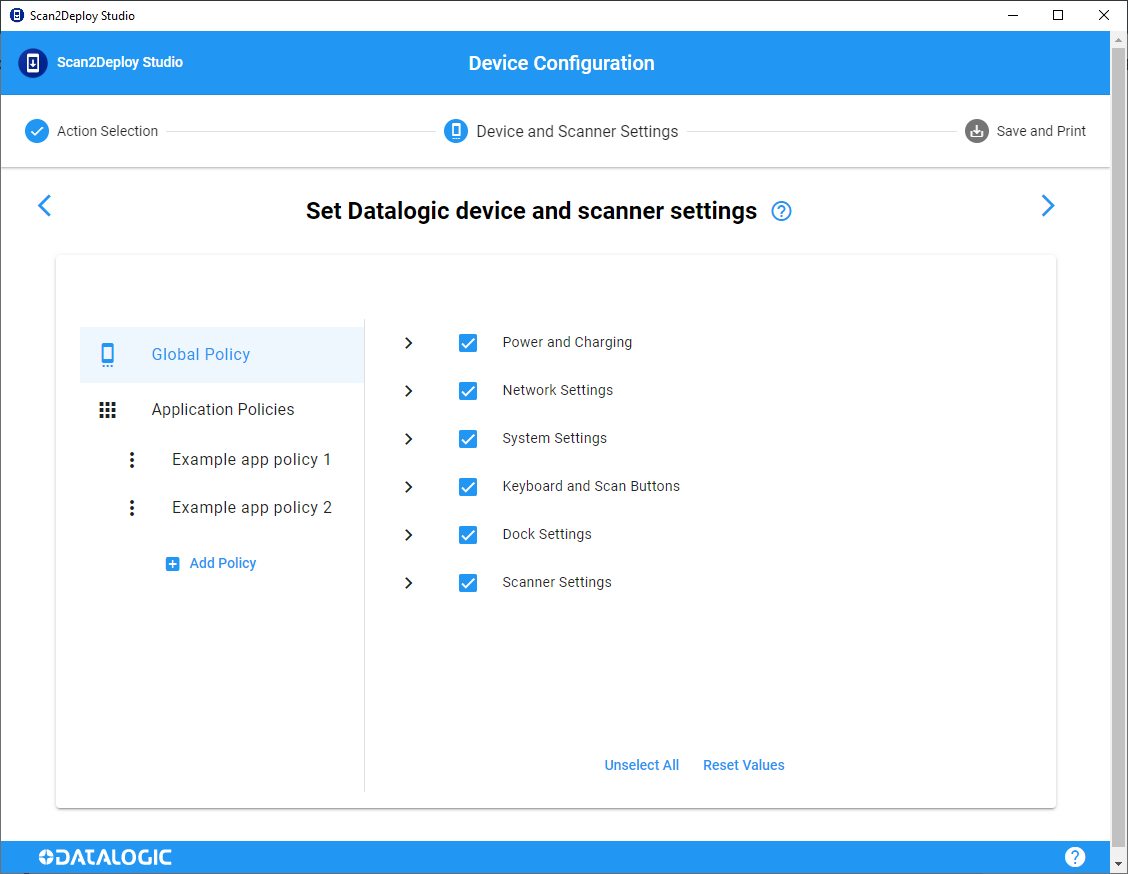 Scan2Deploy Studio
Scan2Deploy Studio
Device Configuration
Action Selection
Device and Scanner Settings
Save and Print
Set Datalogic device and scanner settings ?
Global Policy
Application Policies
Example app policy 1
Example app policy 2
Add Policy
Power and Charging
Network Settings
System Settings
Keyboard and Scan Buttons
Dock Settings
Scanner Settings
Unselect All
Reset Values
DATALOGIC
?